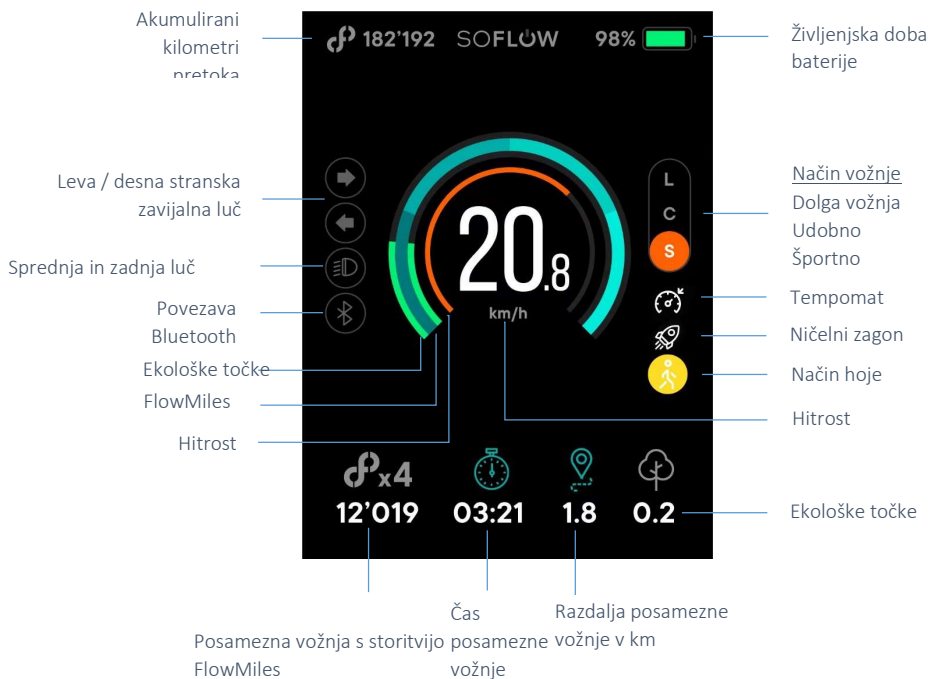 Akumulirani
kilometri
pretoka
182’192
SOFLOW
98%
Življenjska doba
baterije
Leva / desna stranska
zavijalna luč
Sprednja in zadnja luč
Povezava
Bluetooth
Ekološke točke
FlowMiles
Hitrost
20.8
km/h
L
C
S
Način vožnje
Dolga vožnja
Udobno
Športno
Tempomat
Ničelni zagon
Način hoje
Hitrost
x4
12’019
03:21
1.8
0.2
Ekološke točke
Posamezna vožnja s storitvijo
FlowMiles
Čas
posamezne
vožnje
Razdalja posamezne
vožnje v km